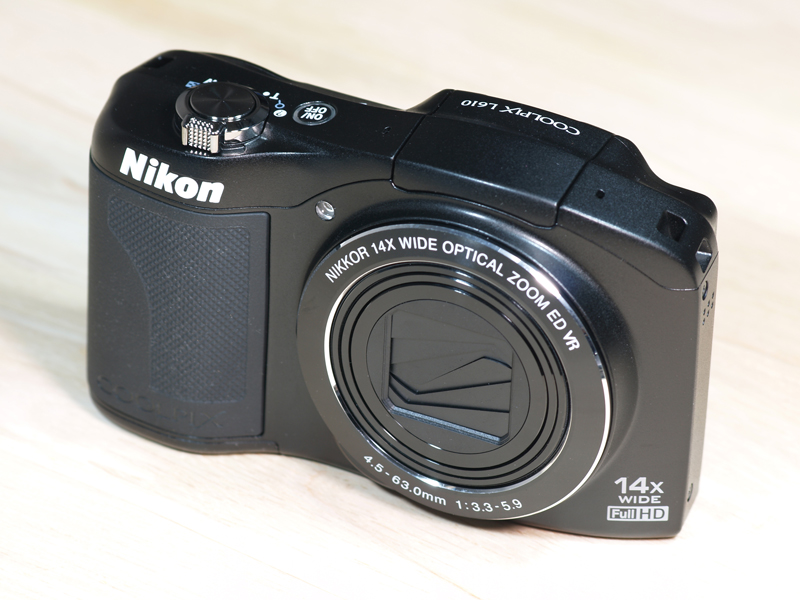 COOLPIX L610
ON/
OFF
T
W
Nikon
NIKKOR 14X WIDE OPTICAL ZOOM ED VR
4.5-63.0mm 1:3.3-5.9
14x
WIDE
Full HD
COOLPIX